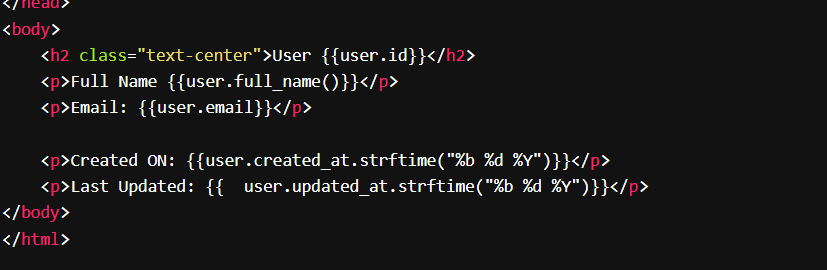 </head>
<body>
<h2 class="text-center">User {{user.id}}</h2>
<p>Full Name {{user.full_name()}}</p>
<p>Email: {{user.email}}</p>
<p>Created ON: {{user.created_at.strftime("%b %d %Y")}}</p>
<p>Last Updated: {{  user.updated_at.strftime("%b %d %Y")}}</p>
</body>
</html>